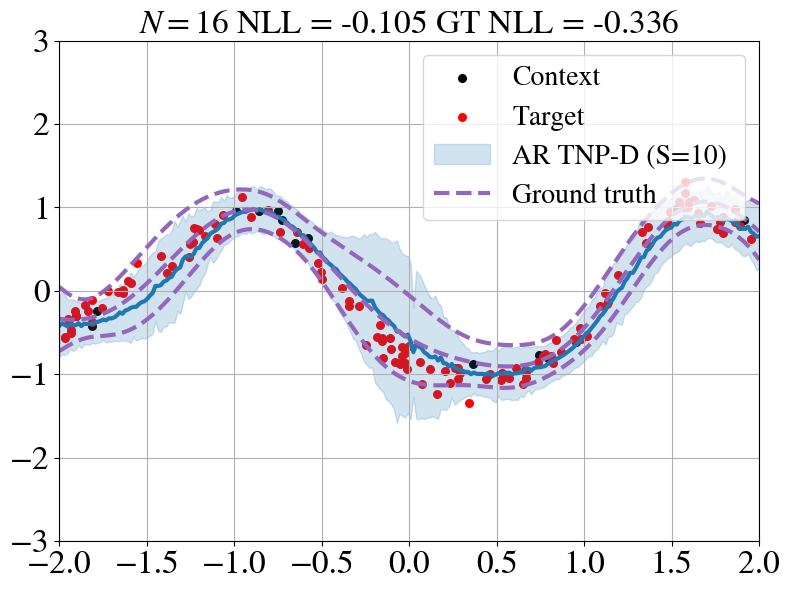 N = 16 NLL = -0.105 GT NLL = -0.336
3
2
1
0
−1
−2
−3
Context
Target
AR TNP-D (S=10)
Ground truth
−2.0 −1.5 −1.0 −0.5 0.0 0.5 1.0 1.5 2.0